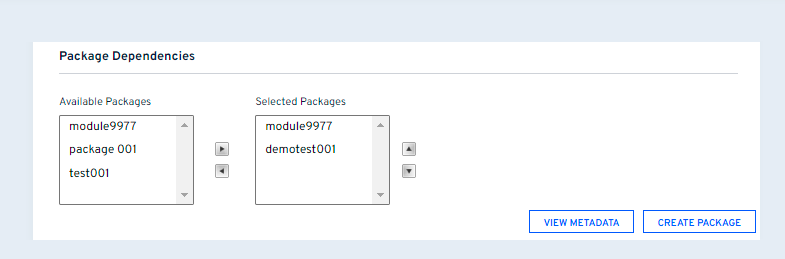 Package Dependencies
Available Packages
Selected Packages
module9977
package 001
test001
module9977
demotest001
VIEW METADATA
CREATE PACKAGE